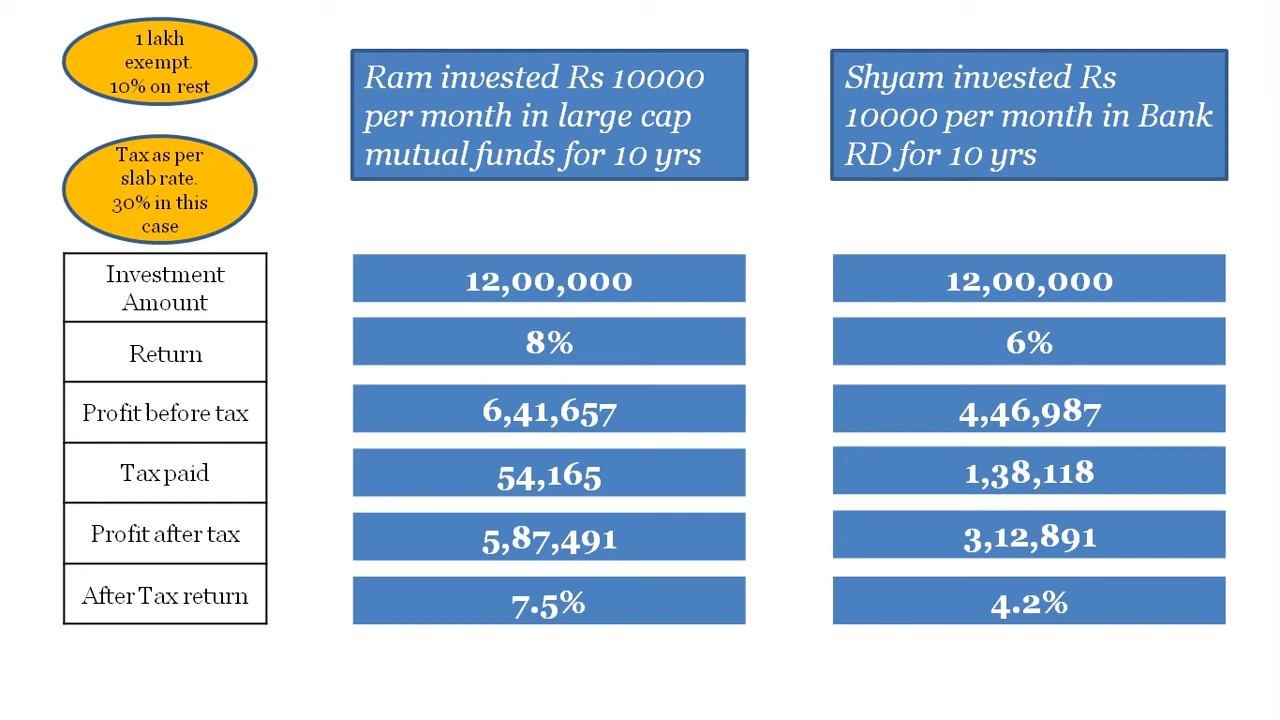 1 lakh
exempt.
10% on rest
Ram invested Rs 10000
per month in large cap
mutual funds for 10 yrs
Shyam invested Rs
10000 per month in Bank
RD for 10 yrs
Tax as per
slab rate.
30% in this
case
Investment
Amount
12,00,000
12,00,000
Return
8%
6%
Profit before tax
6,41,657
4,46,987
Tax paid
54,165
1,38,118
Profit after tax
5,87,491
3,12,891
After Tax return
7.5%
4.2%